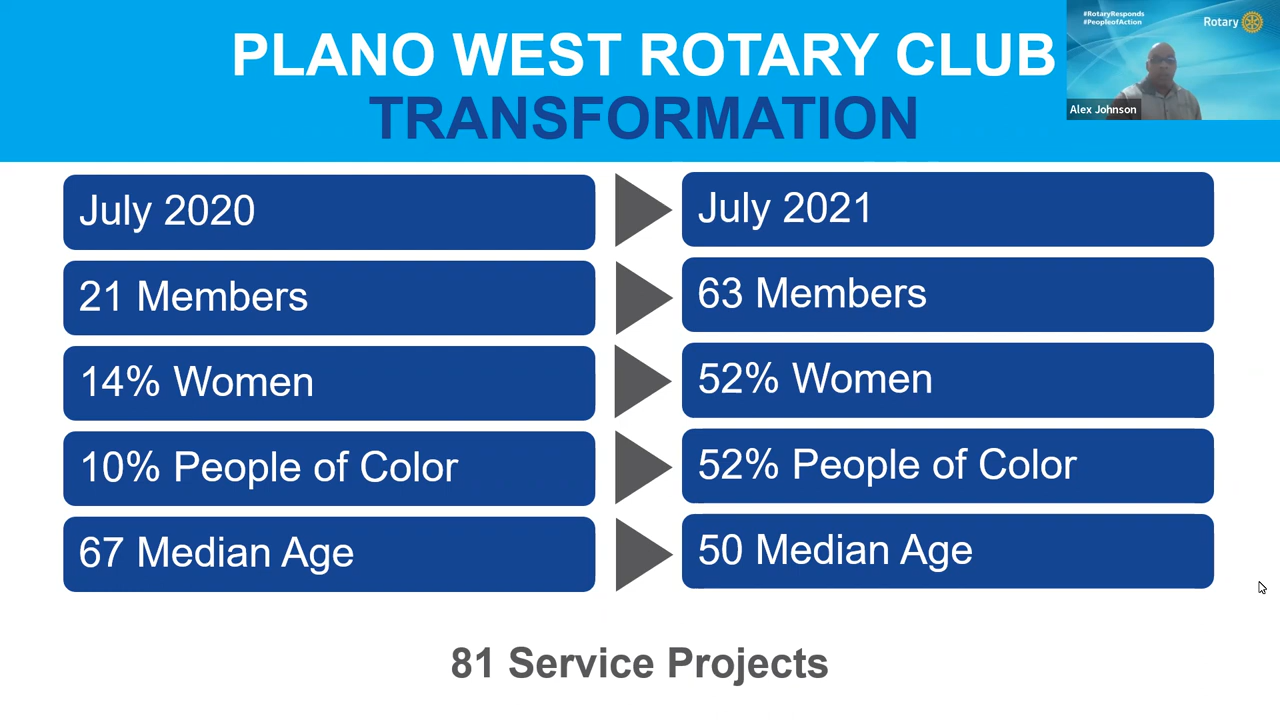 #RotaryResponds
#PeopleofAction
Rotary
PLANO WEST ROTARY CLUB
TRANSFORMATION
Alex Johnson
July 2020
July 2021
21 Members
63 Members
14% Women
52% Women
10% People of Color
52% People of Color
67 Median Age
50 Median Age
81 Service Projects